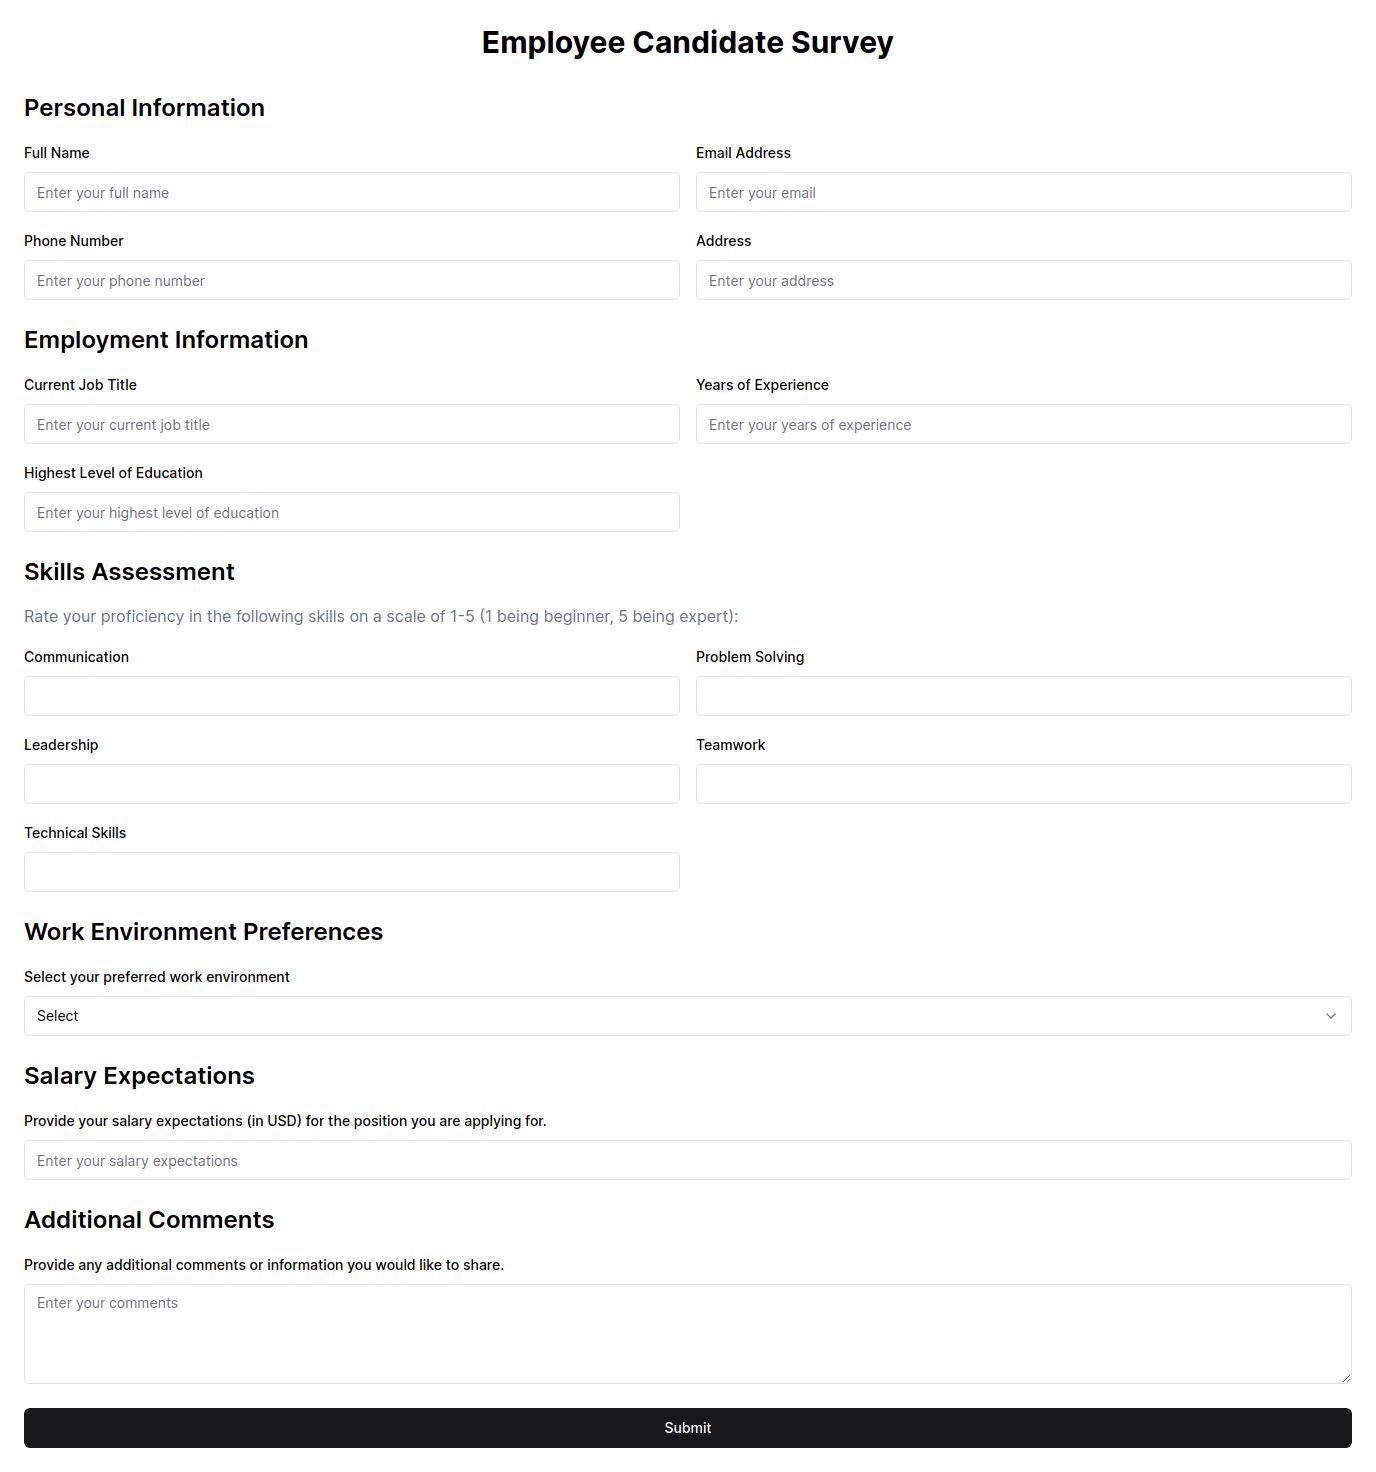 Employee Candidate Survey
Personal Information
Full Name
Email Address
Enter your full name
Enter your email
Phone Number
Address
Enter your phone number
Enter your address
Employment Information
Current Job Title
Years of Experience
Enter your current job title
Enter your years of experience
Highest Level of Education
Enter your highest level of education
Skills Assessment
Rate your proficiency in the following skills on a scale of 1-5 (1 being beginner, 5 being expert):
Communication
Problem Solving
Leadership
Teamwork
Technical Skills
Work Environment Preferences
Select your preferred work environment
Select
Salary Expectations
Provide your salary expectations (in USD) for the position you are applying for.
Enter your salary expectations
Additional Comments
Provide any additional comments or information you would like to share.
Enter your comments
Submit